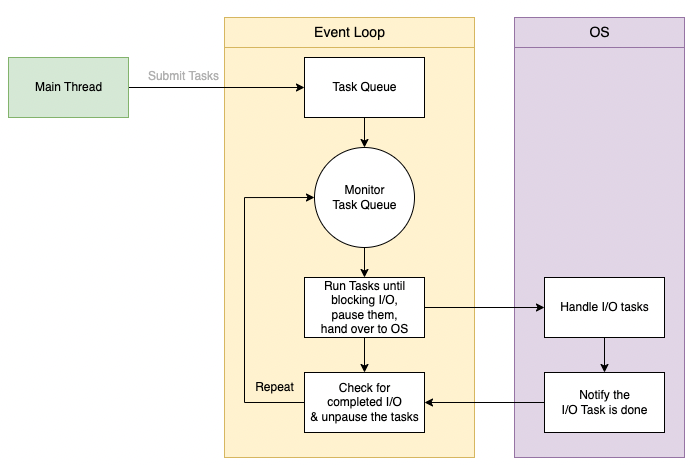 Event Loop
OS
Main Thread
Submit Tasks
Task Queue
Monitor
Task Queue
Run Tasks until
blocking I/O,
pause them,
hand over to OS
Handle I/O tasks
Repeat
Check for
completed I/O
& unpause the tasks
Notify the
I/O Task is done